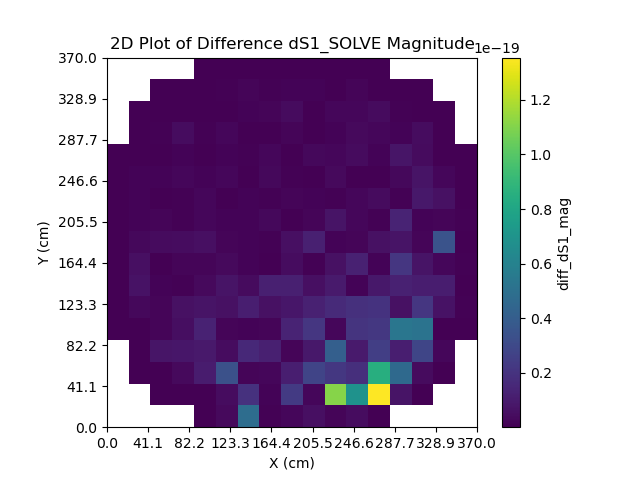 2D Plot of Difference dS1_SOLVE Magnitude
1e−19
370.0
328.9
287.7
246.6
205.5
164.4
123.3
82.2
41.1
0.0
Y (cm)
0.0 41.1 82.2 123.3 164.4 205.5 246.6 287.7 328.9 370.0
X (cm)
1.2
1.0
0.8
0.6
0.4
0.2
diff_dS1_mag